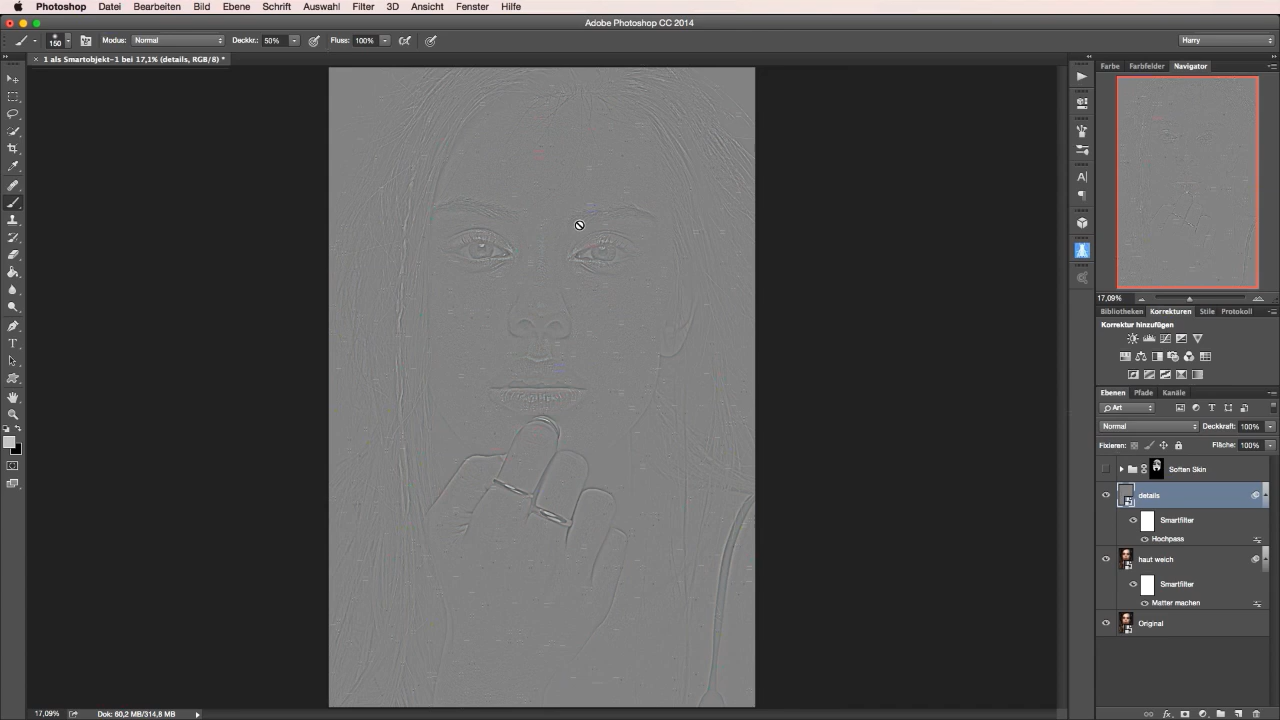 Photoshop Datei Bearbeiten Bild Ebene Schrift Auswahl Filter 3D Ansicht Fenster Hilfe
Adobe Photoshop CC 2014
150 Modus: Normal Deckkr.: 50% Fluss: 100% Harry
× 1 als Smartobjekt-1 bei 17,1% (details, RGB/8) *
Farbe Farbfelder Navigator
17,09%
Bibliotheken Korrekturen Stile Protokoll
Korrektur hinzufügen
Ebenen Pfade Kanäle
Art
Normal Deckkraft: 100%
Fixieren: Fläche: 100%
Soften Skin
details
Smartfilter
Hochpass
haut weich
Smartfilter
Matter machen
Original
17,09% Dok: 60,2 MB/314,8 MB